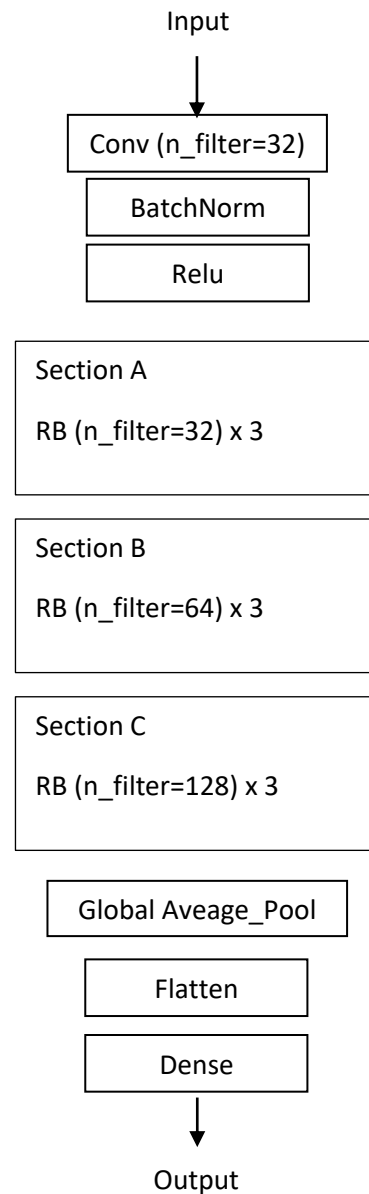 Input
Conv (n_filter=32)
BatchNorm
Relu
Section A
RB (n_filter=32) x 3
Section B
RB (n_filter=64) x 3
Section C
RB (n_filter=128) x 3
Global Aveage_Pool
Flatten
Dense
Output